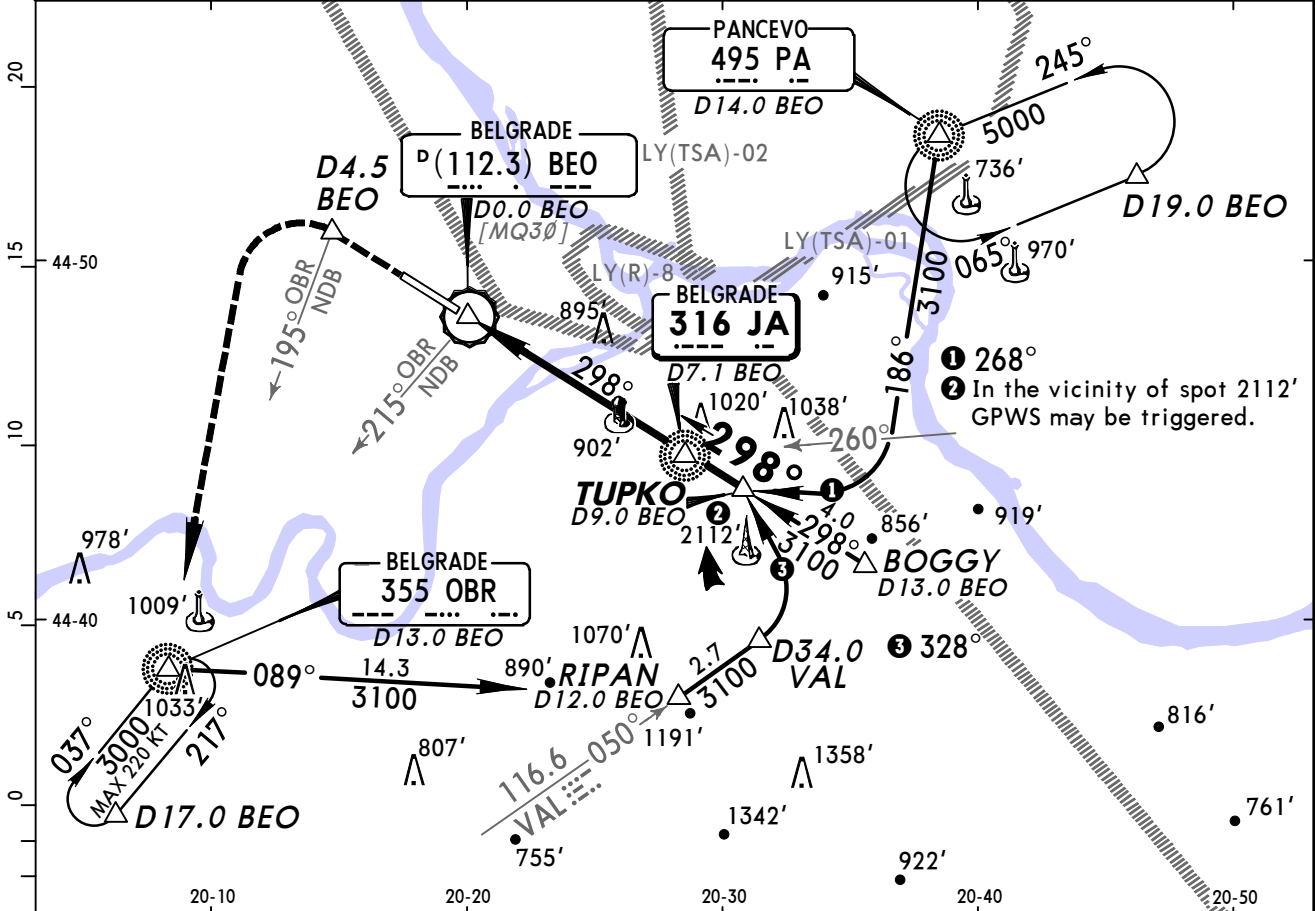 PANCEVO
495 PA
D14.0 BEO
245°
5000
736'
D19.0 BEO
065°
970'
20
BELGRADE
D (112.3) BEO
D0.0 BEO
[MQ30]
D4.5
BEO
LY(TSA)-02
LY(TSA)-01
LY(R)-8
15
44-50
195° OBR
NDB
215° OBR
NDB
895'
BELGRADE
316 JA
D7.1 BEO
915'
3100
186°
1 268°
2 In the vicinity of spot 2112'
GPWS may be triggered.
298°
1020'
1038'
260°
902'
298°
10
TUPKO
D9.0 BEO
2
2112'
1
4.0
298°
3100
856'
919'
BOGGY
D13.0 BEO
3
978'
1009'
BELGRADE
355 OBR
D13.0 BEO
5
44-40
1070'
890'
RIPAN
D12.0 BEO
2.7
3100
D34.0
VAL
3 328°
089°
14.3
3100
1033'
037°
3000
MAX 220 KT
217°
D17.0 BEO
807'
050°
116.6
VAL
1191'
1358'
816'
0
755'
1342'
922'
761'
20-10
20-20
20-30
20-40
20-50